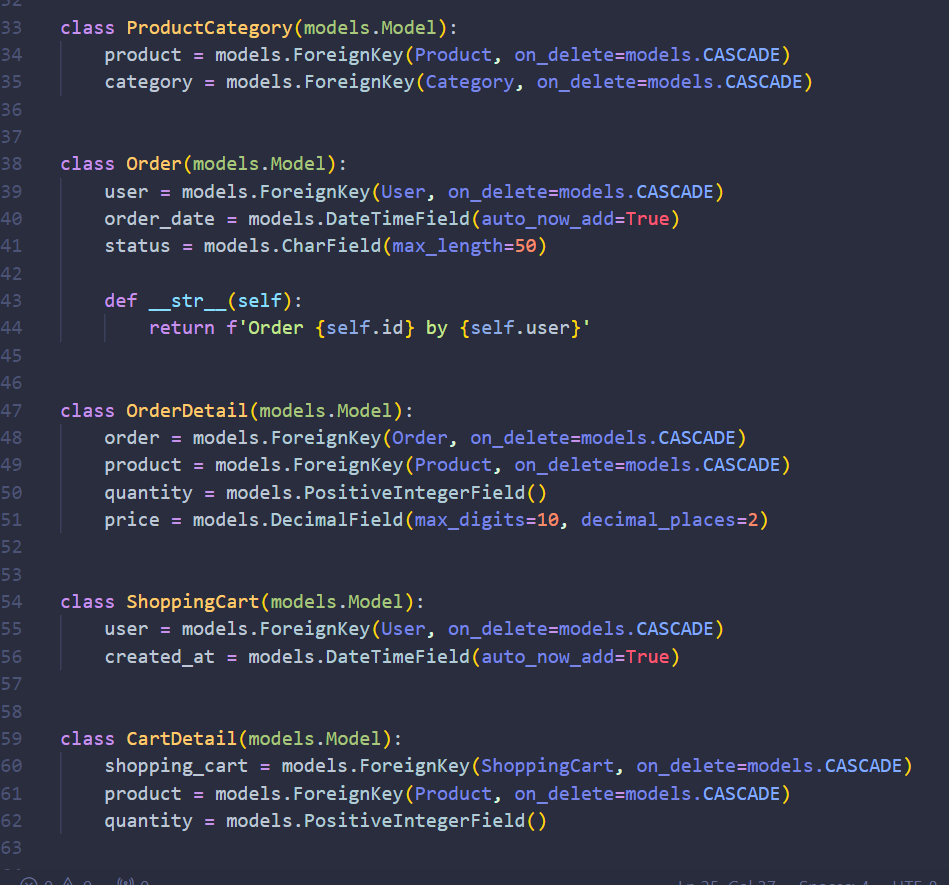 33 class ProductCategory(models.Model):
34     product = models.ForeignKey(Product, on_delete=models.CASCADE)
35     category = models.ForeignKey(Category, on_delete=models.CASCADE)
36
37
38 class Order(models.Model):
39     user = models.ForeignKey(User, on_delete=models.CASCADE)
40     order_date = models.DateTimeField(auto_now_add=True)
41     status = models.CharField(max_length=50)
42
43     def __str__(self):
44         return f'Order {self.id} by {self.user}'
45
46
47 class OrderDetail(models.Model):
48     order = models.ForeignKey(Order, on_delete=models.CASCADE)
49     product = models.ForeignKey(Product, on_delete=models.CASCADE)
50     quantity = models.PositiveIntegerField()
51     price = models.DecimalField(max_digits=10, decimal_places=2)
52
53
54 class ShoppingCart(models.Model):
55     user = models.ForeignKey(User, on_delete=models.CASCADE)
56     created_at = models.DateTimeField(auto_now_add=True)
57
58
59 class CartDetail(models.Model):
60     shopping_cart = models.ForeignKey(ShoppingCart, on_delete=models.CASCADE)
61     product = models.ForeignKey(Product, on_delete=models.CASCADE)
62     quantity = models.PositiveIntegerField()
63